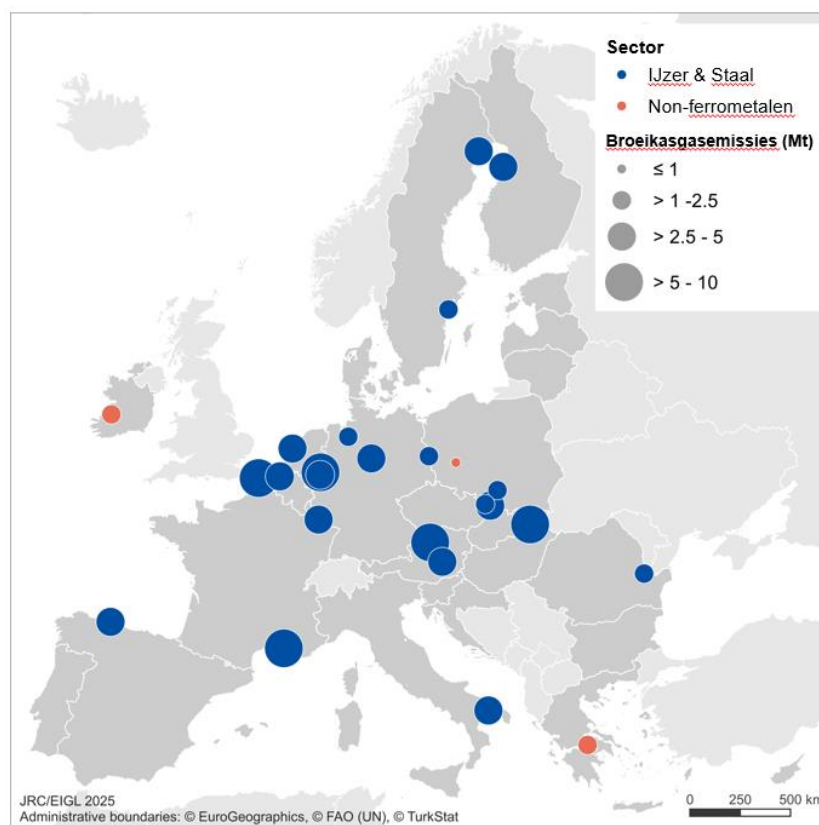 Sector
IJzer & Staal
Non-ferrometalen
Broeikasgasemissies (Mt)
≤ 1
> 1 -2.5
> 2.5 - 5
> 5 - 10
JRC/EIGL 2025
Administrative boundaries: © EuroGeographics, © FAO (UN), © TurkStat
0 250 500 km